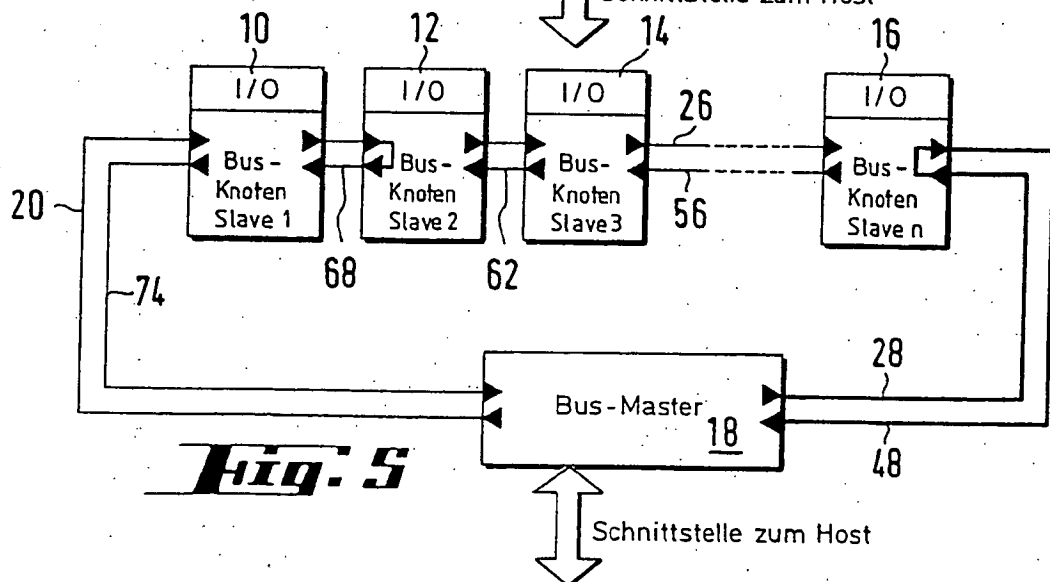 Schnittstelle zum Host
10
12
14
16
I/O
I/O
I/O
I/O
26
Bus-
Knoten
Slave 1
Bus-
Knoten
Slave 2
Bus-
Knoten
Slave 3
Bus-
Knoten
Slave n
20
68
62
56
74
28
Bus-Master
18
48
Fig. 5
Schnittstelle zum Host